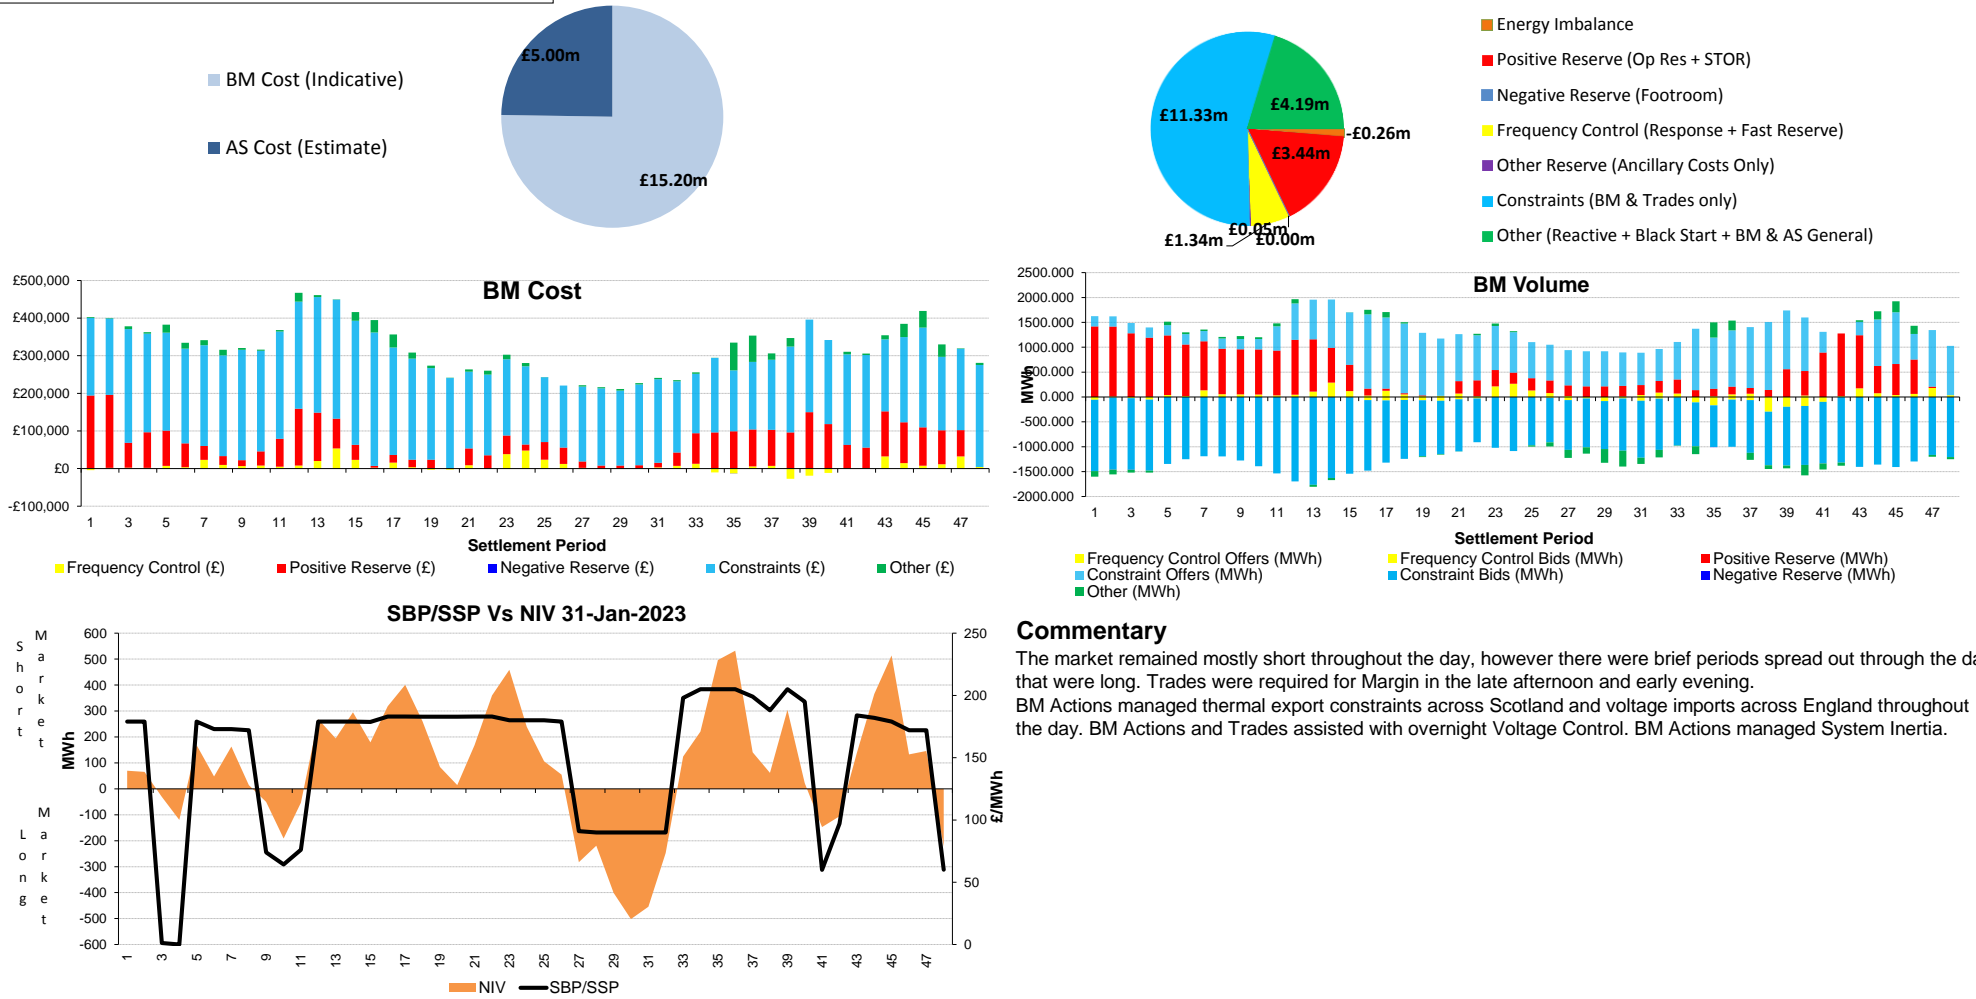 BM Cost (Indicative)
AS Cost (Estimate)
£5.00m
£15.20m
£11.33m
£4.19m
-£0.26m
£3.44m
£0.05m
£1.34m
£0.00m
Energy Imbalance
Positive Reserve (Op Res + STOR)
Negative Reserve (Footroom)
Frequency Control (Response + Fast Reserve)
Other Reserve (Ancillary Costs Only)
Constraints (BM & Trades only)
Other (Reactive + Black Start + BM & AS General)
BM Cost
£500,000
£400,000
£300,000
£200,000
£100,000
£0
-£100,000
1 3 5 7 9 11 13 15 17 19 21 23 25 27 29 31 33 35 37 39 41 43 45 47
Settlement Period
Frequency Control (£) Positive Reserve (£) Negative Reserve (£) Constraints (£) Other (£)
BM Volume
2500.000
2000.000
1500.000
1000.000
500.000
0.000
-500.000
-1000.000
-1500.000
-2000.000
MWh
1 3 5 7 9 11 13 15 17 19 21 23 25 27 29 31 33 35 37 39 41 43 45 47
Settlement Period
Frequency Control Offers (MWh) Frequency Control Bids (MWh) Positive Reserve (MWh)
Constraint Offers (MWh) Constraint Bids (MWh) Negative Reserve (MWh)
Other (MWh)
SBP/SSP Vs NIV 31-Jan-2023
Short Market
Long Market
MWh
600
500
400
300
200
100
0
-100
-200
-300
-400
-500
-600
250
200
150
100
50
0
£/MWh
1 3 5 7 9 11 13 15 17 19 21 23 25 27 29 31 33 35 37 39 41 43 45 47
NIV SBP/SSP
Commentary
The market remained mostly short throughout the day, however there were brief periods spread out through the da
that were long. Trades were required for Margin in the late afternoon and early evening.
BM Actions managed thermal export constraints across Scotland and voltage imports across England throughout
the day. BM Actions and Trades assisted with overnight Voltage Control. BM Actions managed System Inertia.